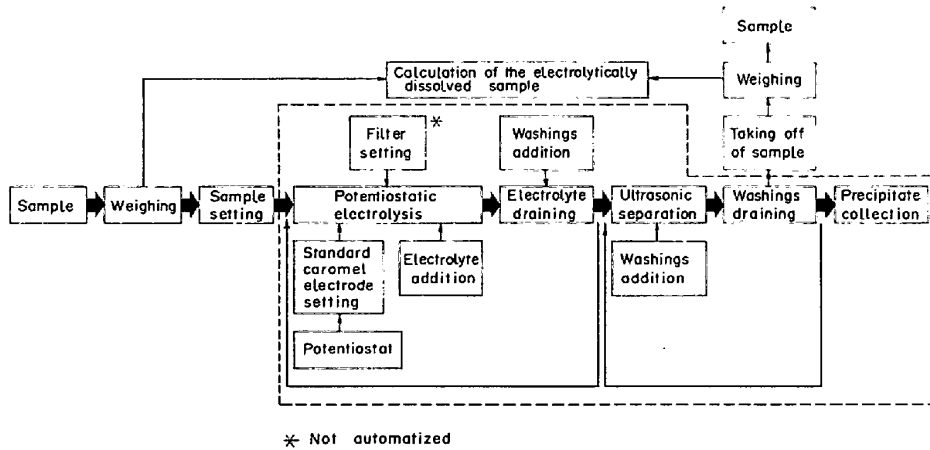 Sample
Calculation of the electrolytically
dissolved sample
Weighing
Filter
setting
*
Washings
addition
Taking off
of sample
Sample
Weighing
Sample
setting
Potentiostatic
electrolysis
Electrolyte
draining
Ultrasonic
separation
Washings
draining
Precipitate
collection
Standard
caramel
electrode
setting
Electrolyte
addition
Washings
addition
Potentiostat
* Not automatized